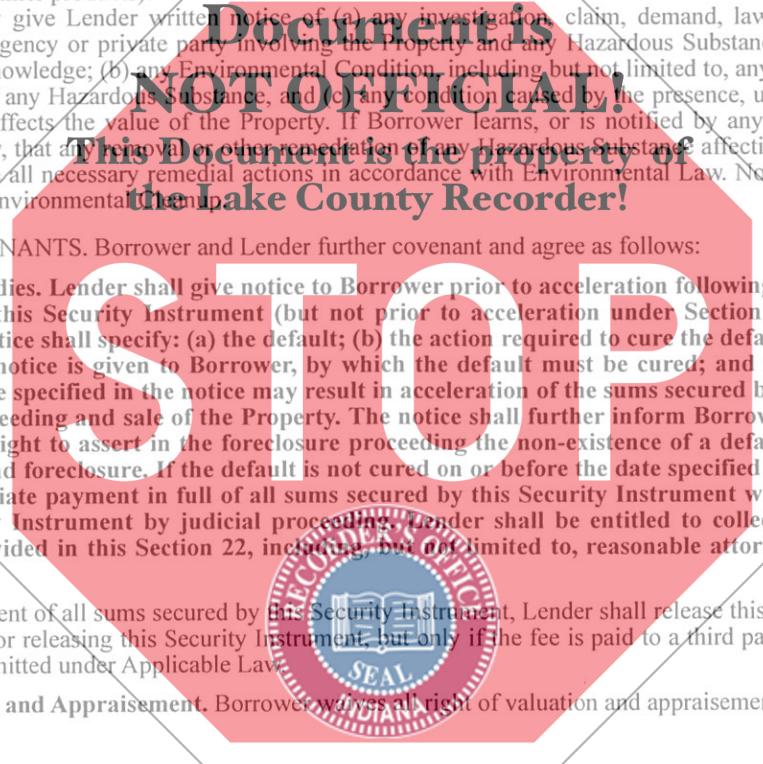 give Lender written notice of (a) any investigation, claim, demand, law
gency or private party involving the Property and any Hazardous Substan
nowledge; (b) any Environmental Condition, including but not limited to, any
any Hazardous Substance, and (c) any condition caused by the presence, u
ffects the value of the Property. If Borrower learns, or is notified by any
, that any removal or other remediation of any Hazardous Substance affecti
all necessary remedial actions in accordance with Environmental Law. No
nvironmental Cleanup.
Document is
NOT OFFICIAL!
This Document is the property of
the Lake County Recorder!
NANTS. Borrower and Lender further covenant and agree as follows:
dies. Lender shall give notice to Borrower prior to acceleration following
this Security Instrument (but not prior to acceleration under Section
tice shall specify: (a) the default; (b) the action required to cure the defa
notice is given to Borrower, by which the default must be cured; and
e specified in the notice may result in acceleration of the sums secured b
eeding and sale of the Property. The notice shall further inform Borrow
ight to assert in the foreclosure proceeding the non-existence of a defa
nd foreclosure. If the default is not cured on or before the date specified
iate payment in full of all sums secured by this Security Instrument w
Instrument by judicial proceeding. Lender shall be entitled to collec
vided in this Section 22, including, but not limited to, reasonable attor
STOP
ent of all sums secured by this Security Instrument, Lender shall release this
or releasing this Security Instrument, but only if the fee is paid to a third pa
mitted under Applicable Law.
and Appraisement. Borrower waives all right of valuation and appraiseme
RECORDER'S OFFICE
SEAL
INDIANA